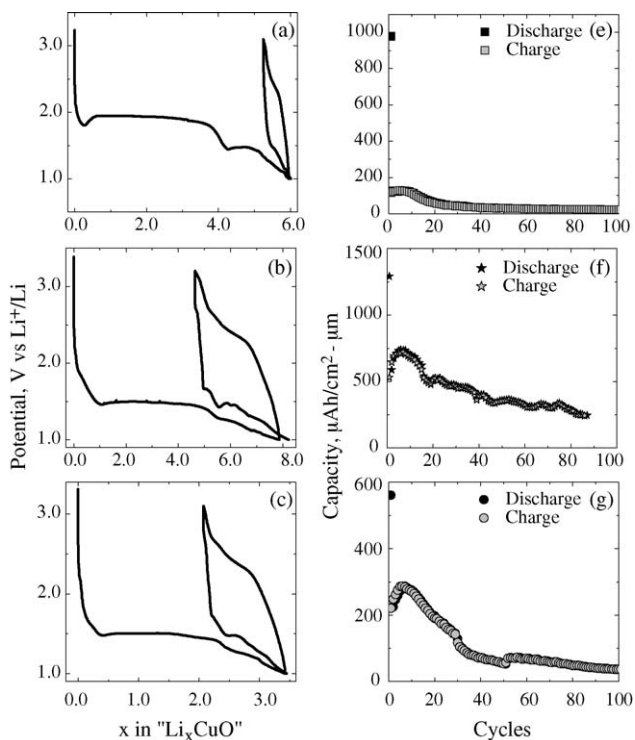 (a)
3.0
2.0
1.0
0.0 2.0 4.0 6.0
(b)
3.0
2.0
1.0
0.0 2.0 4.0 6.0 8.0
(c)
3.0
2.0
1.0
0.0 1.0 2.0 3.0
Potential, V vs Li⁺/Li
x in "LiₓCuO"
1000
800
600
400
200
0
Discharge (e)
Charge
0 20 40 60 80 100
1500
1250
1000
750
500
250
0
Discharge (f)
Charge
0 20 40 60 80 100
600
400
200
0
Discharge (g)
Charge
0 20 40 60 80 100
Capacity, μAh/cm² - μm
Cycles